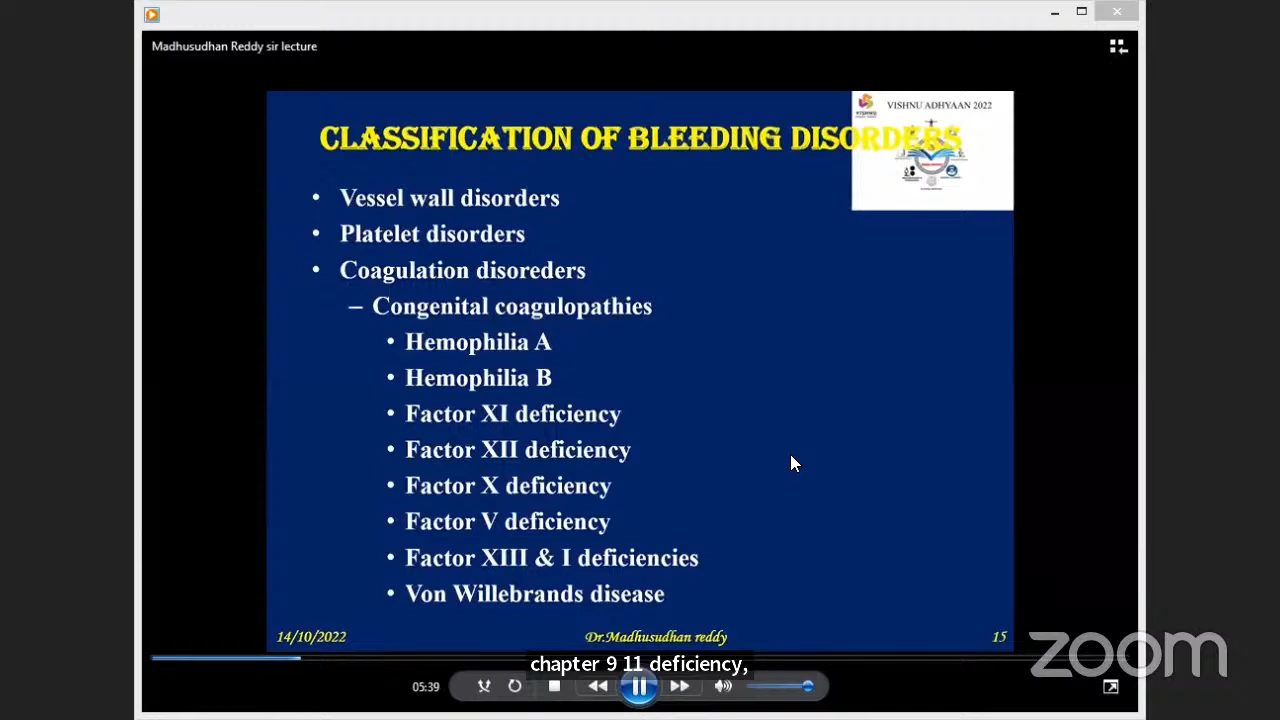 Madhusudhan Reddy sir lecture
VISHNU ADHYAAN 2022
VISHNU
CLASSIFICATION OF BLEEDING DISORDERS
• Vessel wall disorders
• Platelet disorders
• Coagulation disoreders
– Congenital coagulopathies
• Hemophilia A
• Hemophilia B
• Factor XI deficiency
• Factor XII deficiency
• Factor X deficiency
• Factor V deficiency
• Factor XIII & I deficiencies
• Von Willebrands disease
14/10/2022 Dr.Madhusudhan reddy 15
chapter 9 11 deficiency,
05:39
zoom